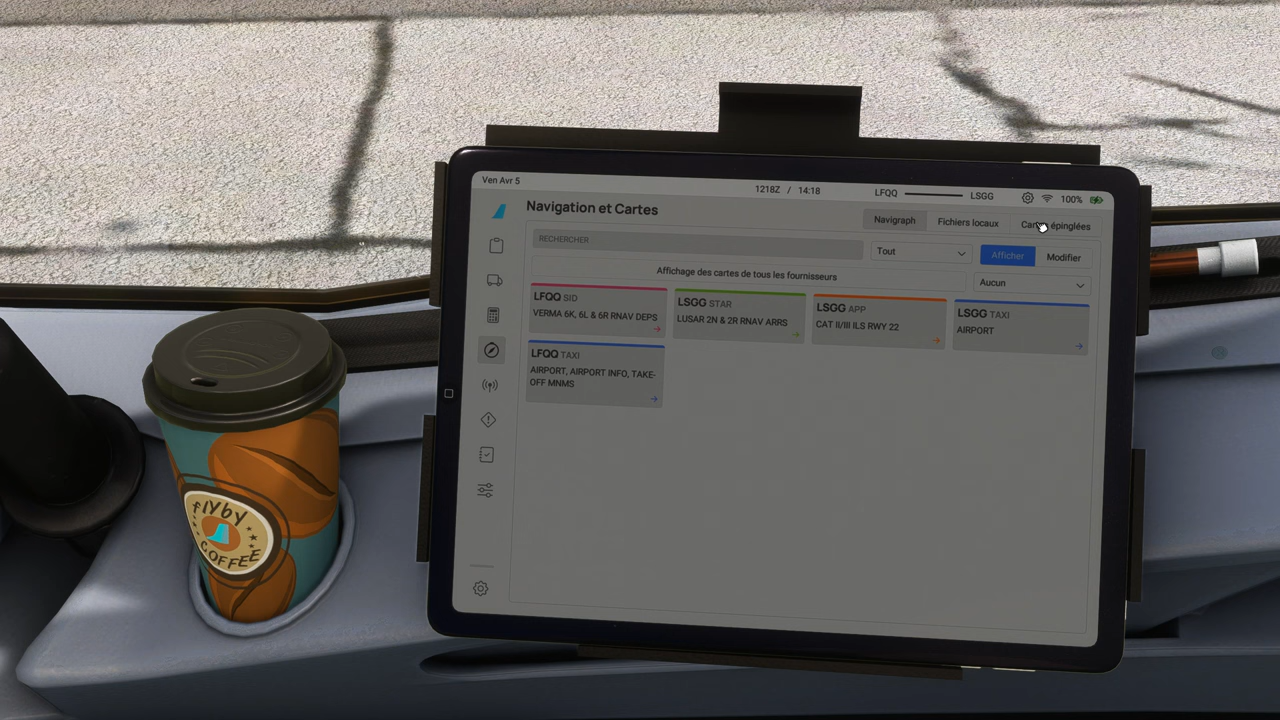 Ven Avr 5
1218Z / 14:18
LFQQ
LSGG
100%
Navigation et Cartes
Navigraph
Fichiers locaux
épinglées
RECHERCHER
Tout
Afficher
Modifier
Affichage des cartes de tous les fournisseurs
Aucun
LFQQ SID
VERMA 6K, 6L & 6R RNAV DEPS
LSGG STAR
LUSAR 2N & 2R RNAV ARRS
LSGG APP
CAT II/III ILS RWY 22
LSGG TAXI
AIRPORT
LFQQ TAXI
AIRPORT, AIRPORT INFO, TAKE-
OFF MNMS
flyby
COFFEE